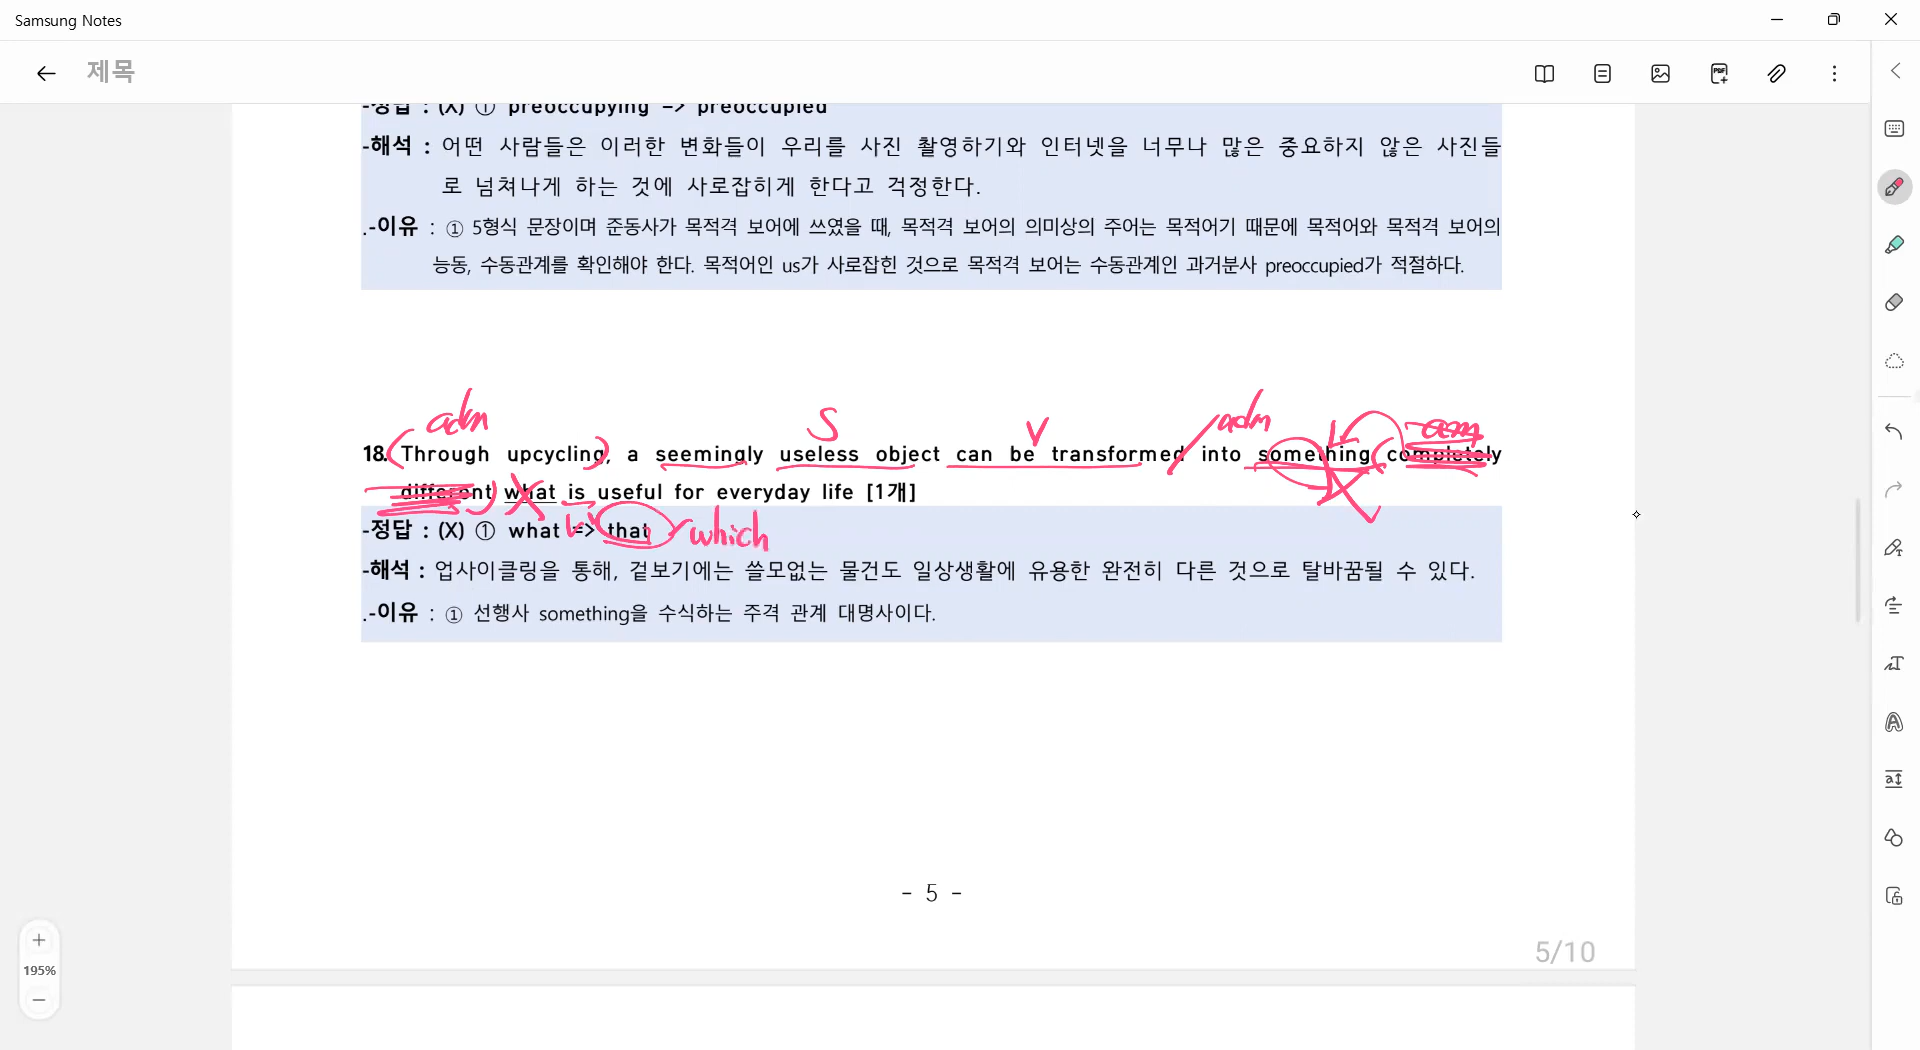 Samsung Notes
제목
-정답 : (X) ① preoccupying => preoccupied
-해석 : 어떤 사람들은 이러한 변화들이 우리를 사진 촬영하기와 인터넷을 너무나 많은 중요하지 않은 사진들
로 넘쳐나게 하는 것에 사로잡히게 한다고 걱정한다.
.-이유 : ① 5형식 문장이며 준동사가 목적격 보어에 쓰였을 때, 목적격 보어의 의미상의 주어는 목적어기 때문에 목적어와 목적격 보어의
능동, 수동관계를 확인해야 한다. 목적어인 us가 사로잡힌 것으로 목적격 보어는 수동관계인 과거분사 preoccupied가 적절하다.
adm S V adm
18. (Through upcycling), a seemingly useless object can be transformed / into something (completely
different) what is useful for everyday life [1개]
-정답 : (X) ① what => that which
-해석 : 업사이클링을 통해, 겉보기에는 쓸모없는 물건도 일상생활에 유용한 완전히 다른 것으로 탈바꿈될 수 있다.
.-이유 : ① 선행사 something을 수식하는 주격 관계 대명사이다.
- 5 -
5/10
195%